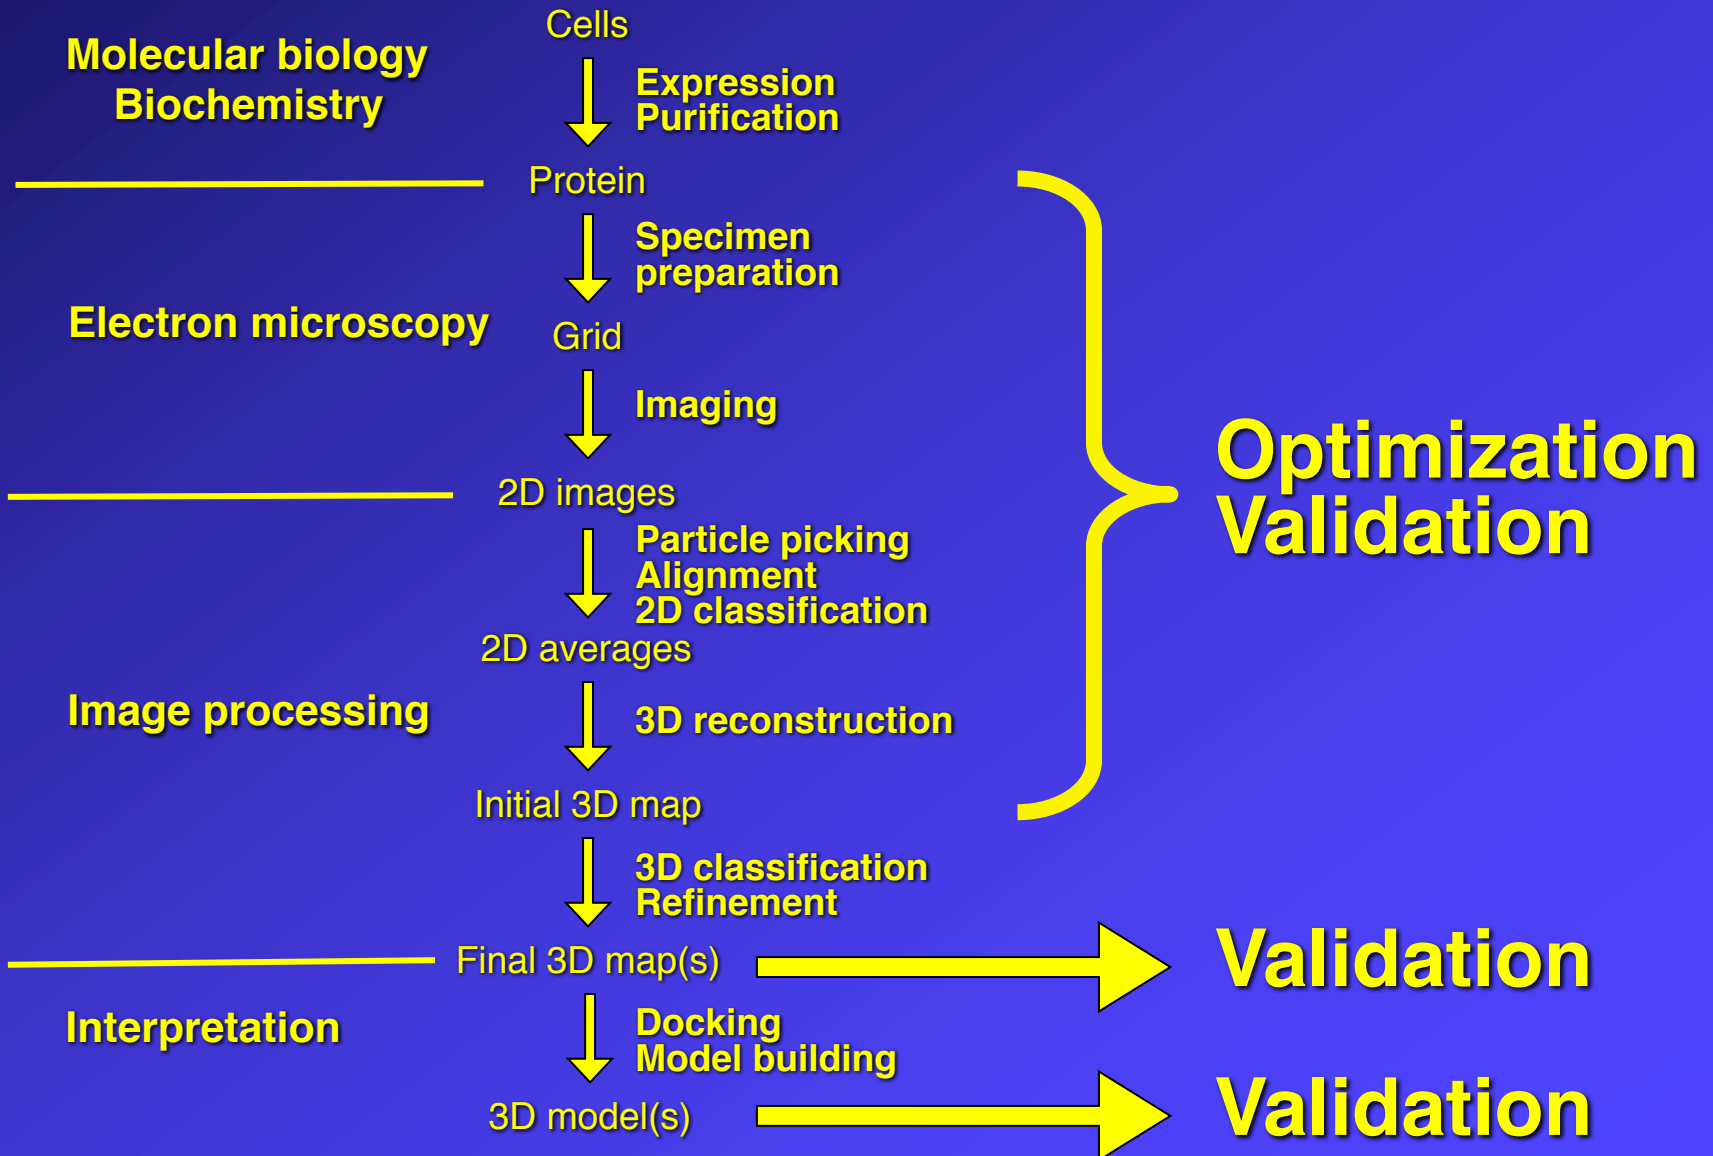 Cells
Molecular biology
Biochemistry
Expression
Purification
Protein
Specimen
preparation
Electron microscopy
Grid
Imaging
Optimization
Validation
2D images
Particle picking
Alignment
2D classification
2D averages
Image processing
3D reconstruction
Initial 3D map
3D classification
Refinement
Final 3D map(s)
Validation
Interpretation
Docking
Model building
3D model(s)
Validation